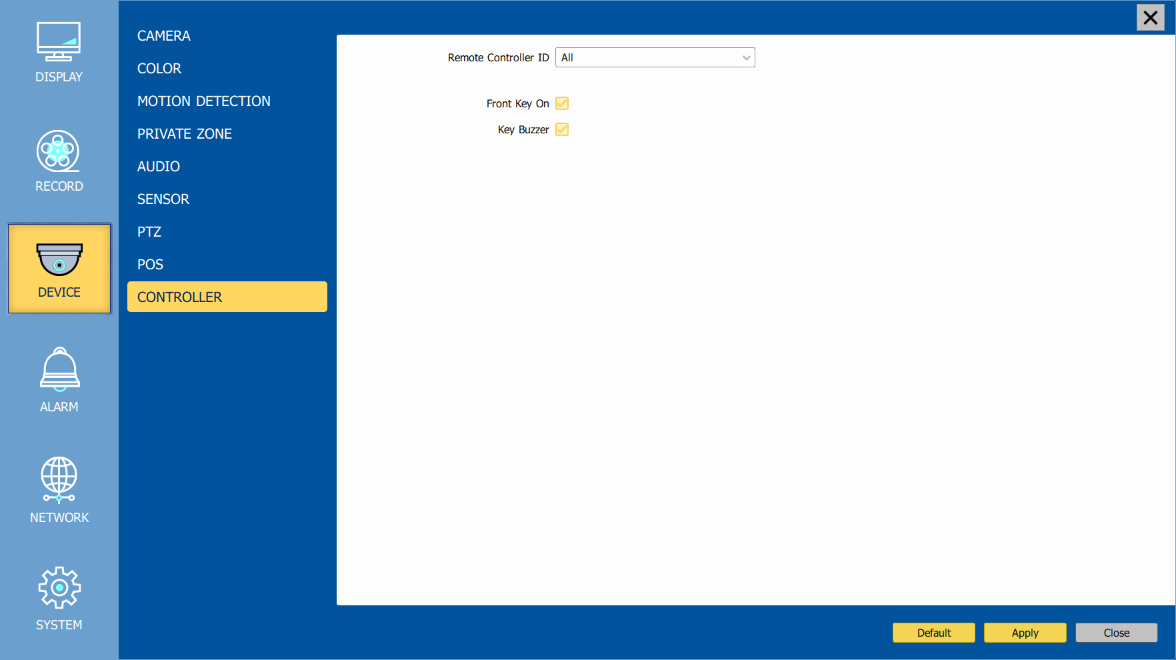 DISPLAY
RECORD
DEVICE
ALARM
NETWORK
SYSTEM
CAMERA
COLOR
MOTION DETECTION
PRIVATE ZONE
AUDIO
SENSOR
PTZ
POS
CONTROLLER
Remote Controller ID All
Front Key On
Key Buzzer
Default Apply Close